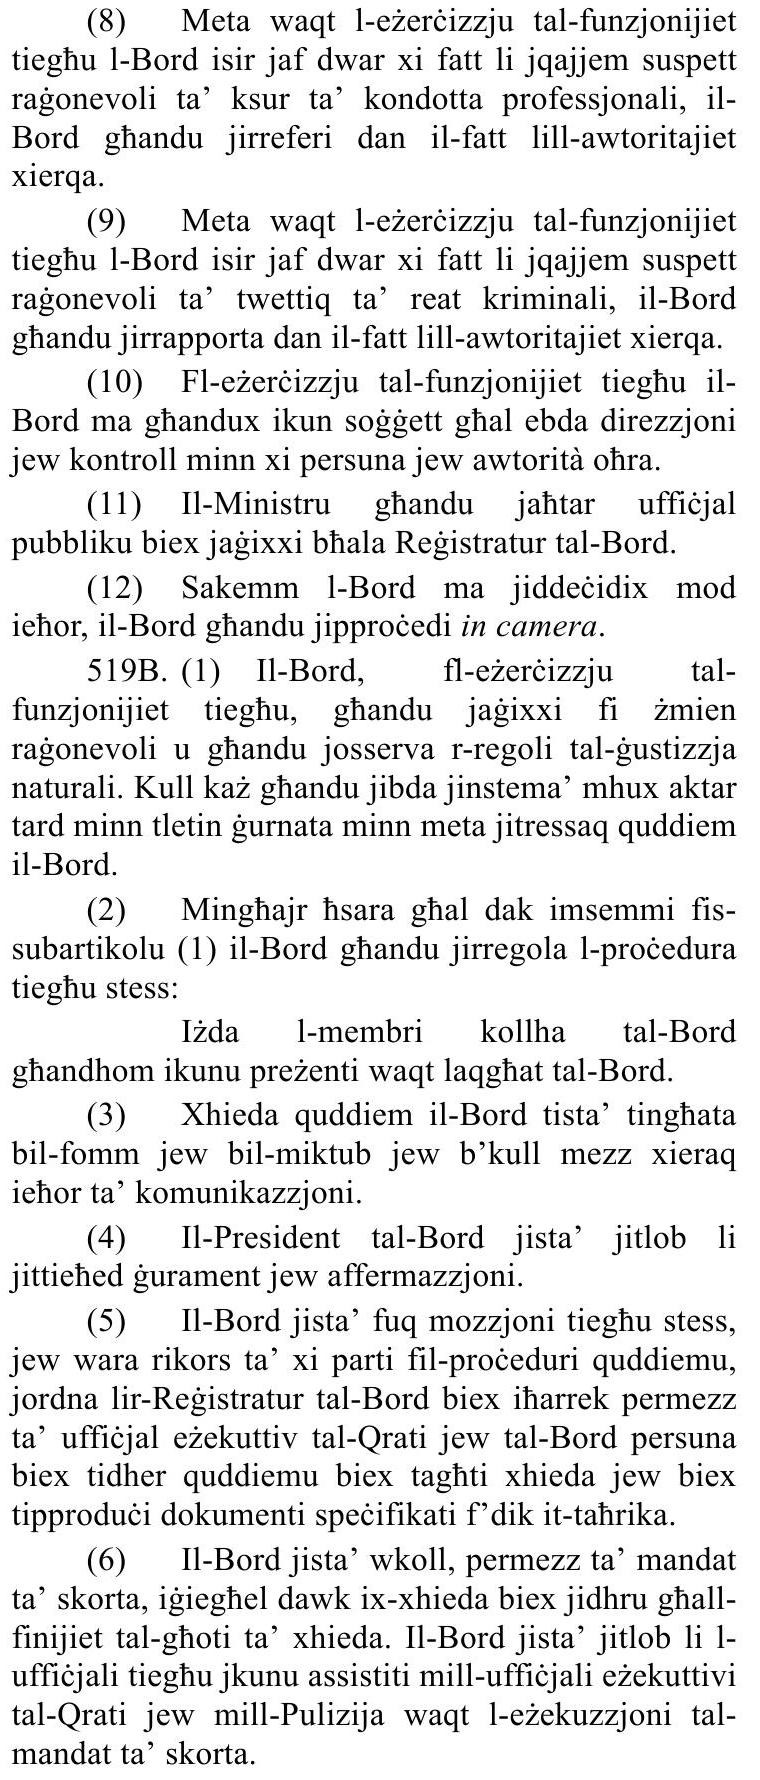 (8) Meta waqt l-eżerċizzju tal-funzjonijiet
tiegħu l-Bord isir jaf dwar xi fatt li jqajjem suspett
raġonevoli ta’ ksur ta’ kondotta professjonali, il-
Bord għandu jirreferi dan il-fatt lill-awtoritajiet
xierqa.
(9) Meta waqt l-eżerċizzju tal-funzjonijiet
tiegħu l-Bord isir jaf dwar xi fatt li jqajjem suspett
raġonevoli ta’ twettiq ta’ reat kriminali, il-Bord
għandu jirrapporta dan il-fatt lill-awtoritajiet xierqa.
(10) Fl-eżerċizzju tal-funzjonijiet tiegħu il-
Bord ma għandux ikun soġġett għal ebda direzzjoni
jew kontroll minn xi persuna jew awtorità oħra.
(11) Il-Ministru għandu jaħtar uffiċjal
pubbliku biex jaġixxi bħala Reġistratur tal-Bord.
(12) Sakemm l-Bord ma jiddeċidix mod
ieħor, il-Bord għandu jipproċedi in camera.
519B. (1) Il-Bord, fl-eżerċizzju tal-
funzjonijiet tiegħu, għandu jaġixxi fi żmien
raġonevoli u għandu josserva r-regoli tal-ġustizzja
naturali. Kull każ għandu jibda jinstema’ mhux aktar
tard minn tletin ġurnata minn meta jitressaq quddiem
il-Bord.
(2) Mingħajr ħsara għal dak imsemmi fis-
subartikolu (1) il-Bord għandu jirregola l-proċedura
tiegħu stess:
Iżda l-membri kollha tal-Bord
għandhom ikunu preżenti waqt laqgħat tal-Bord.
(3) Xhieda quddiem il-Bord tista’ tingħata
bil-fomm jew bil-miktub jew b’kull mezz xieraq
ieħor ta’ komunikazzjoni.
(4) Il-President tal-Bord jista’ jitlob li
jittieħed ġurament jew affermazzjoni.
(5) Il-Bord jista’ fuq mozzjoni tiegħu stess,
jew wara rikors ta’ xi parti fil-proċeduri quddiemu,
jordna lir-Reġistratur tal-Bord biex iħarrek permezz
ta’ uffiċjal eżekuttiv tal-Qrati jew tal-Bord persuna
biex tidher quddiemu biex tagħti xhieda jew biex
tipproduċi dokumenti speċifikati f’dik it-taħrika.
(6) Il-Bord jista’ wkoll, permezz ta’ mandat
ta’ skorta, iġiegħel dawk ix-xhieda biex jidhru għall-
finijiet tal-għoti ta’ xhieda. Il-Bord jista’ jitlob li l-
uffiċjali tiegħu jkunu assistiti mill-uffiċjali eżekuttivi
tal-Qrati jew mill-Pulizija waqt l-eżekuzzjoni tal-
mandat ta’ skorta.